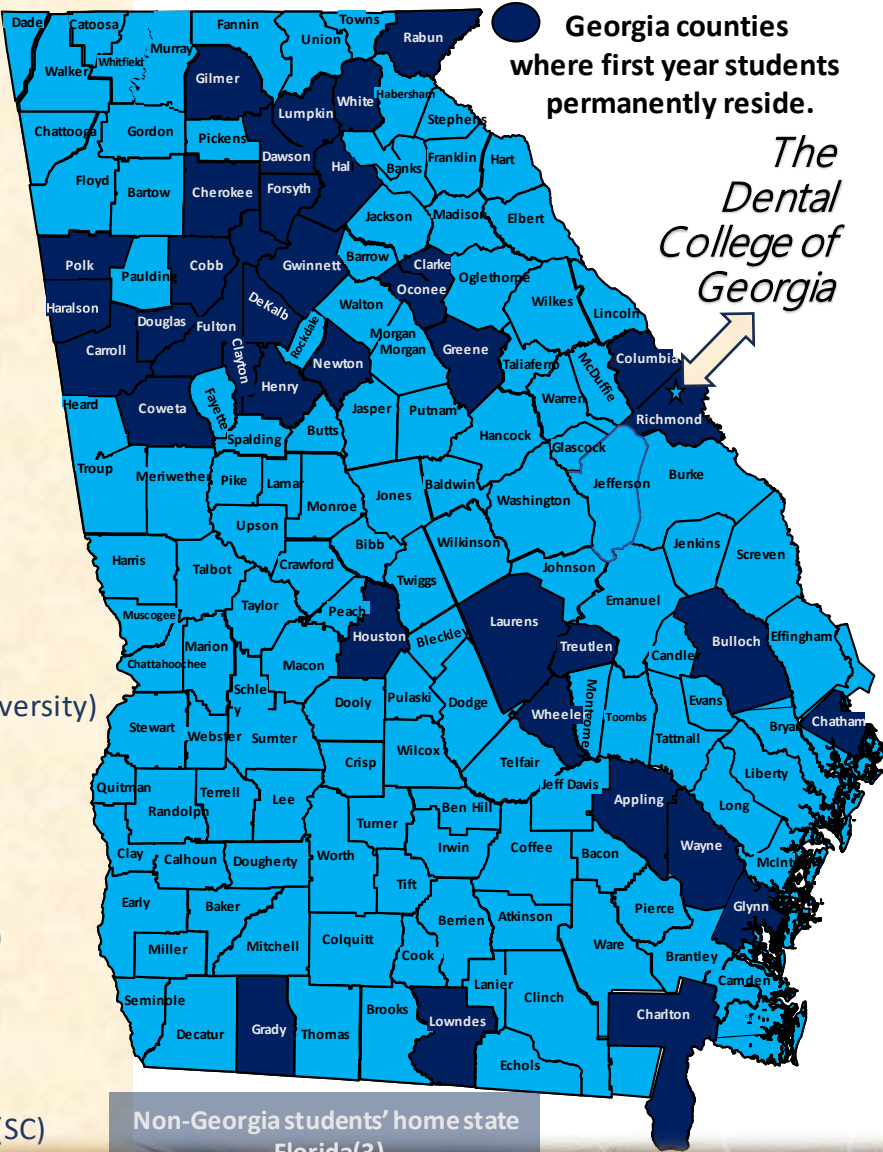 Georgia counties
where first year students
permanently reside.
The
Dental
College of
Georgia
Dade
Catoosa
Fannin
Towns
Union
Rabun
Murray
Whitfield
Walker
Gilmer
White
Habersham
Lumpkin
Stephens
Chattooga
Gordon
Pickens
Dawson
Hal
Banks
Franklin
Hart
Floyd
Bartow
Cherokee
Forsyth
Jackson
Madison
Elbert
Polk
Paulding
Cobb
Gwinnett
Barrow
Clarke
Oconee
Oglethorpe
Wilkes
Lincoln
Haralson
Douglas
Fulton
DeKalb
Walton
Rockdale
Morgan
Morgan
Greene
Taliaferro
McDuffie
Columbia
Carroll
Clayton
Henry
Newton
Warren
Richmond
Heard
Coweta
Fayette
Spalding
Butts
Jasper
Putnam
Hancock
Glascock
Troup
Meriwether
Pike
Lamar
Monroe
Jones
Baldwin
Washington
Jefferson
Burke
Upson
Bibb
Wilkinson
Jenkins
Screven
Harris
Talbot
Crawford
Twiggs
Johnson
Emanuel
Muscogee
Taylor
Peach
Houston
Bleckley
Laurens
Treutlen
Candler
Bulloch
Effingham
Chattahoochee
Marion
Macon
Schle
y
Dooly
Pulaski
Dodge
Wheeler
Montgomery
Toombs
Evans
Bryan
Chatham
versity)
Stewart
Webster
Sumter
Wilcox
Tattnall
Crisp
Telfair
Liberty
Quitman
Randolph
Terrell
Lee
Jeff Davis
Appling
Long
Turner
Ben Hill
Irwin
Coffee
Bacon
Wayne
McInt
Clay
Calhoun
Dougherty
Worth
Tift
Early
Baker
Berrien
Atkinson
Pierce
Glynn
)
Miller
Mitchell
Colquitt
Cook
Ware
Brantley
Camden
Seminole
Decatur
Grady
Thomas
Brooks
Lowndes
Lanier
Clinch
Charlton
Echols
(SC)
Non-Georgia students' home state
Florida(3)